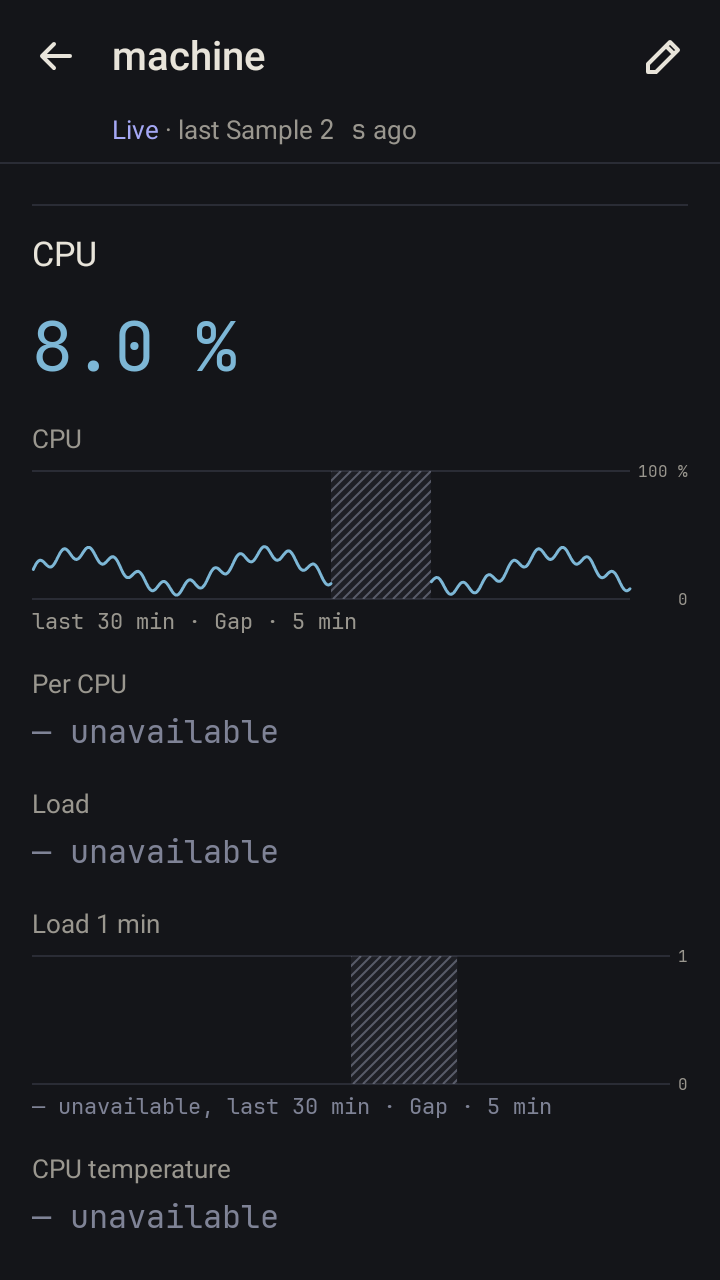 machine
Live · last Sample 2 s ago
CPU
8.0 %
CPU
100 %
0
last 30 min · Gap · 5 min
Per CPU
— unavailable
Load
— unavailable
Load 1 min
1
0
— unavailable, last 30 min · Gap · 5 min
CPU temperature
— unavailable